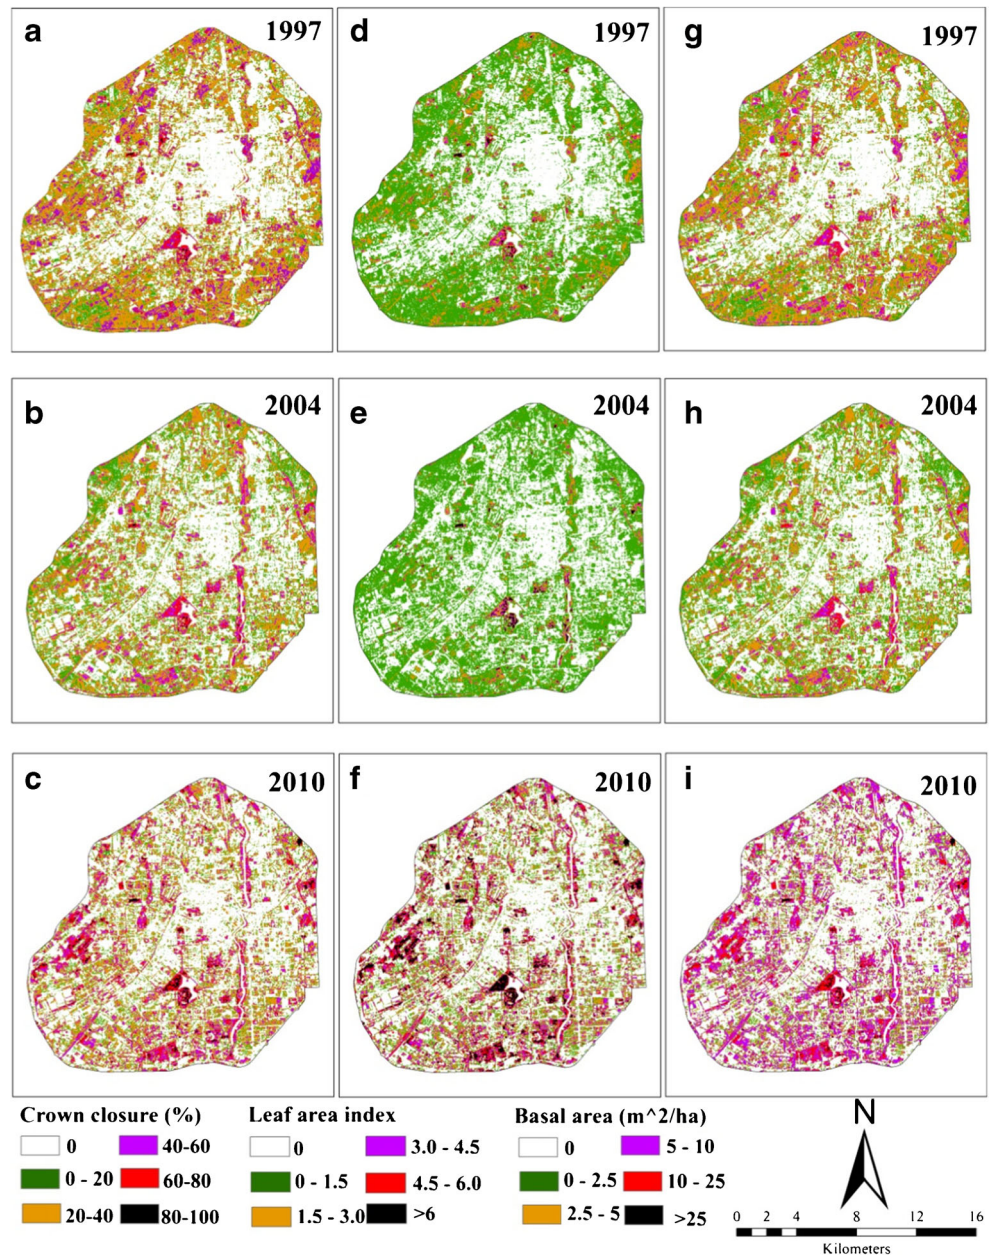 a 1997
d 1997
g 1997
b 2004
e 2004
h 2004
c 2010
f 2010
i 2010
Crown closure (%)
0
40-60
0 - 20
60-80
20-40
80-100
Leaf area index
0
3.0 - 4.5
0 - 1.5
4.5 - 6.0
1.5 - 3.0
>6
Basal area (m^2/ha)
0
5 - 10
0 - 2.5
10 - 25
2.5 - 5
>25
N
0 2 4 8 12 16
Kilometers